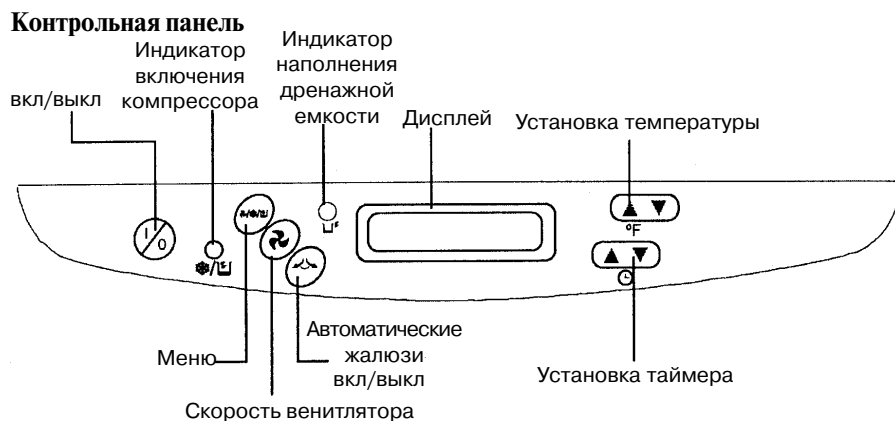 Контрольная панель
Индикатор
включения
компрессора
Индикатор
наполнения
дренажной
емкости
вкл/выкл
Дисплей
Установка температуры
I/O
°F
Меню
Автоматические
жалюзи
вкл/выкл
Скорость венитлятора
Установка таймера